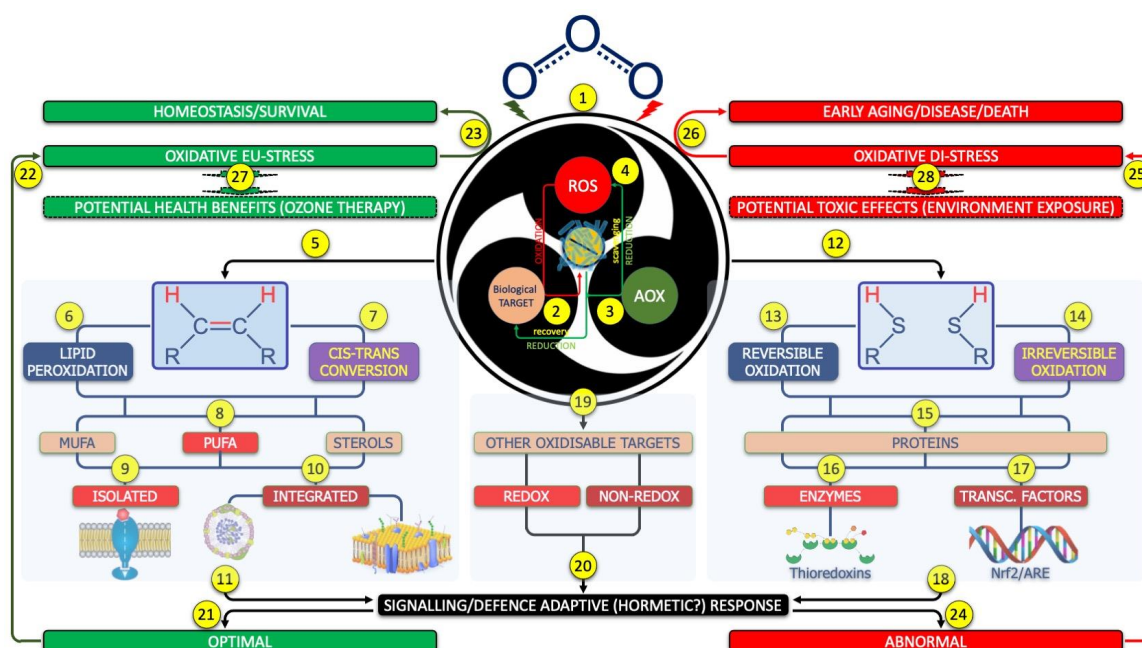 O
O O
1
HOMEOSTASIS/SURVIVAL
EARLY AGING/DISEASE/DEATH
23
26
22
OXIDATIVE EU-STRESS
OXIDATIVE DI-STRESS
25
27
28
POTENTIAL HEALTH BENEFITS (OZONE THERAPY)
POTENTIAL TOXIC EFFECTS (ENVIRONMENT EXPOSURE)
4
ROS
OXIDATION
scavenging
REDUCTION
Biological
TARGET
AOX
2
3
recovery
REDUCTION
5
12
H H
C C
R R
6
7
LIPID
PEROXIDATION
CIS-TRANS
CONVERSION
8
MUFA
PUFA
STEROLS
9
10
ISOLATED
INTEGRATED
11
H H
S S
R R
13
14
REVERSIBLE
OXIDATION
IRREVERSIBLE
OXIDATION
15
PROTEINS
16
17
ENZYMES
TRANSC. FACTORS
Thioredoxins
Nrf2/ARE
18
19
OTHER OXIDISABLE TARGETS
REDOX
NON-REDOX
20
SIGNALLING/DEFENCE ADAPTIVE (HORMETIC?) RESPONSE
21
24
OPTIMAL
ABNORMAL